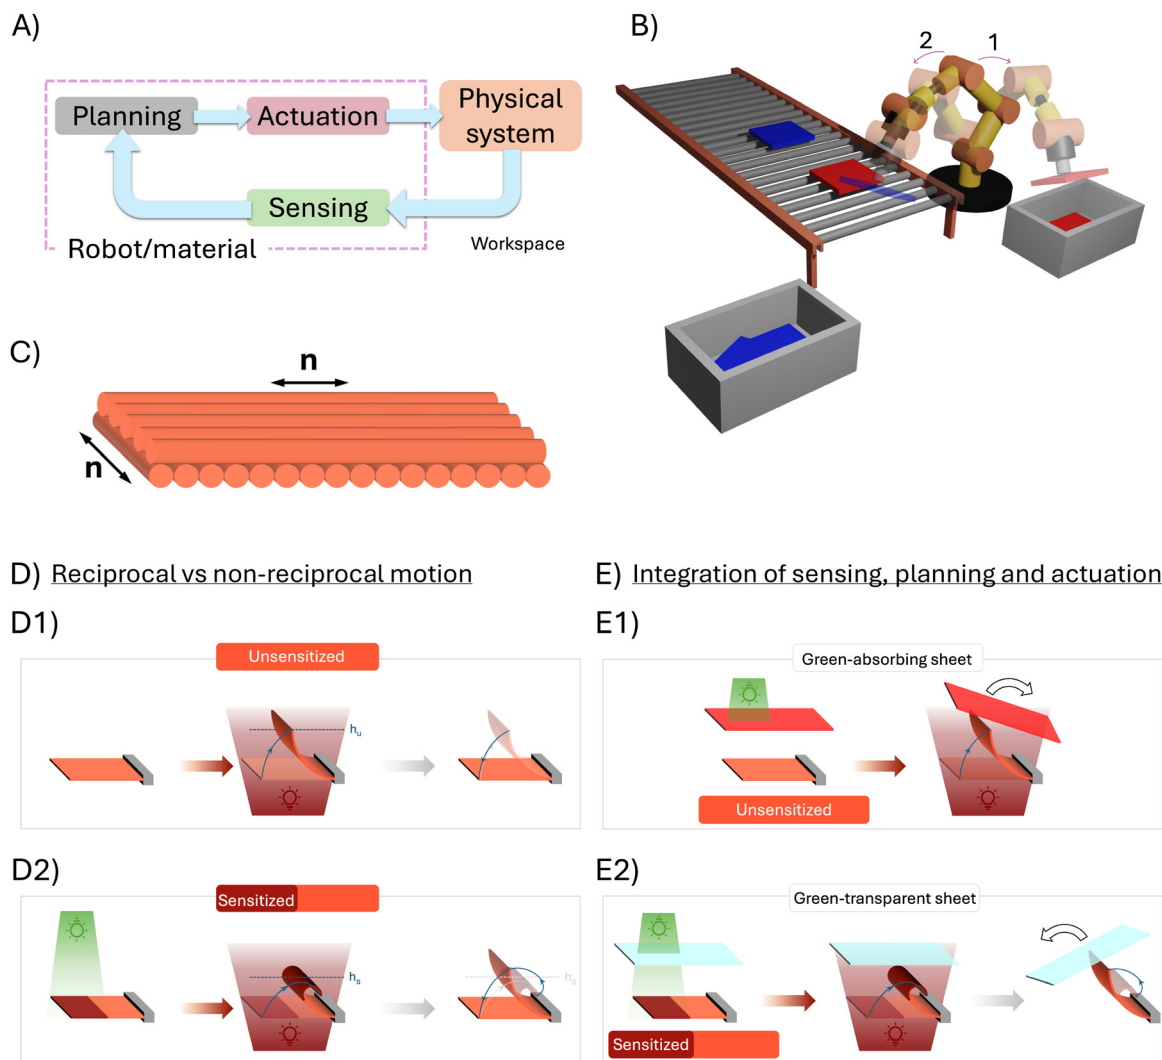 A)
Planning
Actuation
Physical
system
Sensing
Robot/material
Workspace
B)
2
1
C)
n
n
D) Reciprocal vs non-reciprocal motion
D1)
Unsensitized
hu
D2)
Sensitized
hs
hs
E) Integration of sensing, planning and actuation
E1)
Green-absorbing sheet
Unsensitized
E2)
Green-transparent sheet
Sensitized